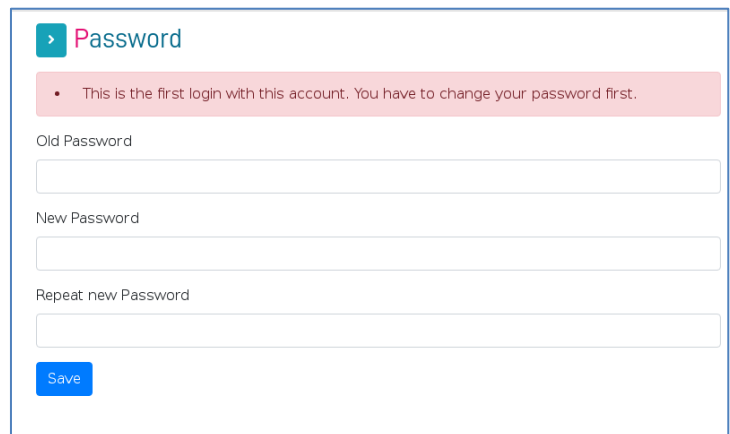 Password
• This is the first login with this account. You have to change your password first.
Old Password
New Password
Repeat new Password
Save